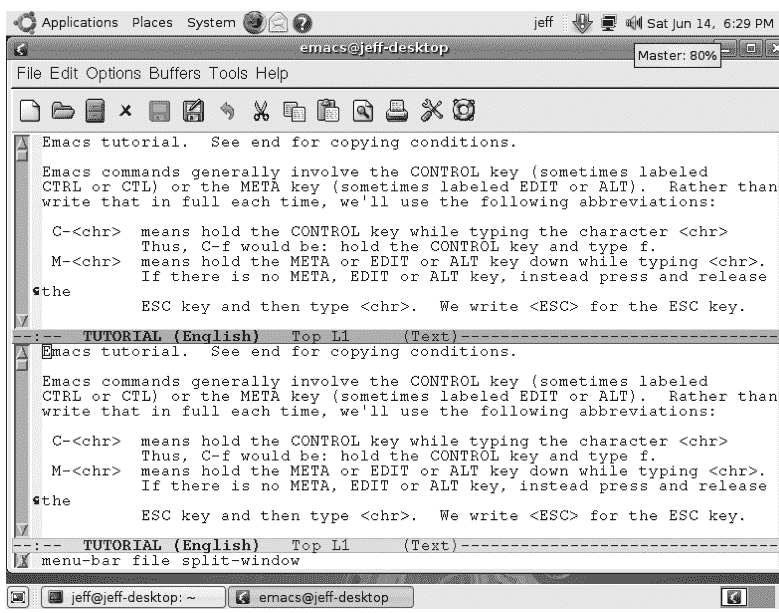 Applications Places System jeff Sat Jun 14, 6:29 PM
emacs@jeff-desktop
Master: 80%
File Edit Options Buffers Tools Help
Emacs tutorial. See end for copying conditions.
Emacs commands generally involve the CONTROL key (sometimes labeled
CTRL or CTL) or the META key (sometimes labeled EDIT or ALT). Rather than
write that in full each time, we'll use the following abbreviations:
C-<chr> means hold the CONTROL key while typing the character <chr>
Thus, C-f would be: hold the CONTROL key and type f.
M-<chr> means hold the META or EDIT or ALT key down while typing <chr>.
If there is no META, EDIT or ALT key, instead press and release
the
ESC key and then type <chr>. We write <ESC> for the ESC key.
--:-- TUTORIAL (English) Top L1 (Text)--------------------------------
Emacs tutorial. See end for copying conditions.
Emacs commands generally involve the CONTROL key (sometimes labeled
CTRL or CTL) or the META key (sometimes labeled EDIT or ALT). Rather than
write that in full each time, we'll use the following abbreviations:
C-<chr> means hold the CONTROL key while typing the character <chr>
Thus, C-f would be: hold the CONTROL key and type f.
M-<chr> means hold the META or EDIT or ALT key down while typing <chr>.
If there is no META, EDIT or ALT key, instead press and release
the
ESC key and then type <chr>. We write <ESC> for the ESC key.
--:-- TUTORIAL (English) Top L1 (Text)--------------------------------
menu-bar file split-window
jeff@jeff-desktop: ~ emacs@jeff-desktop